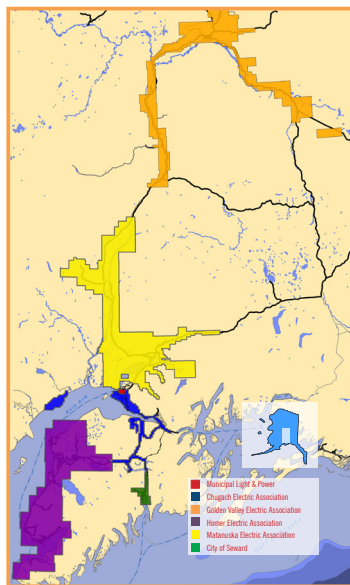 Municipal Light & Power
Chugach Electric Association
Golden Valley Electric Association
Homer Electric Association
Matanuska Electric Association
City of Seward